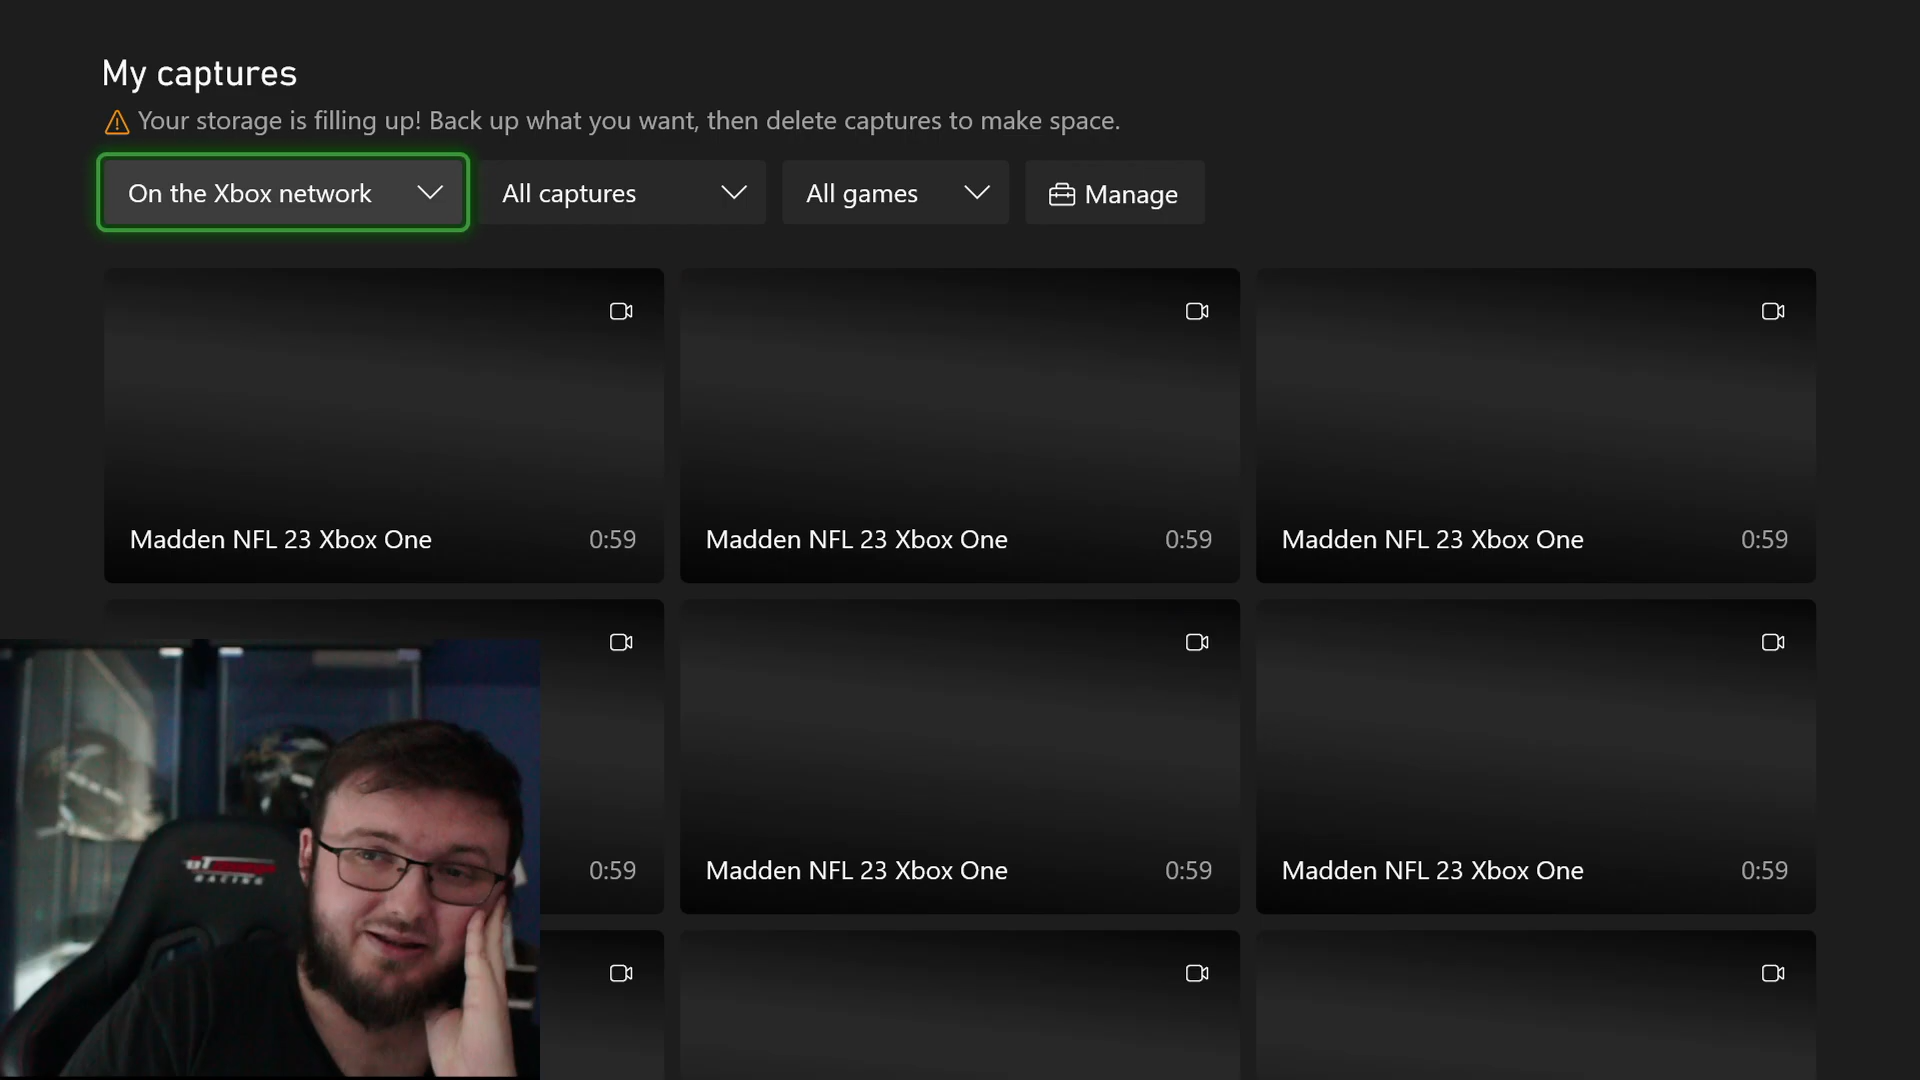 My captures
Your storage is filling up! Back up what you want, then delete captures to make space.
On the Xbox network
All captures
All games
Manage
Madden NFL 23 Xbox One 0:59
Madden NFL 23 Xbox One 0:59
Madden NFL 23 Xbox One 0:59
0:59
Madden NFL 23 Xbox One 0:59
Madden NFL 23 Xbox One 0:59
RACING